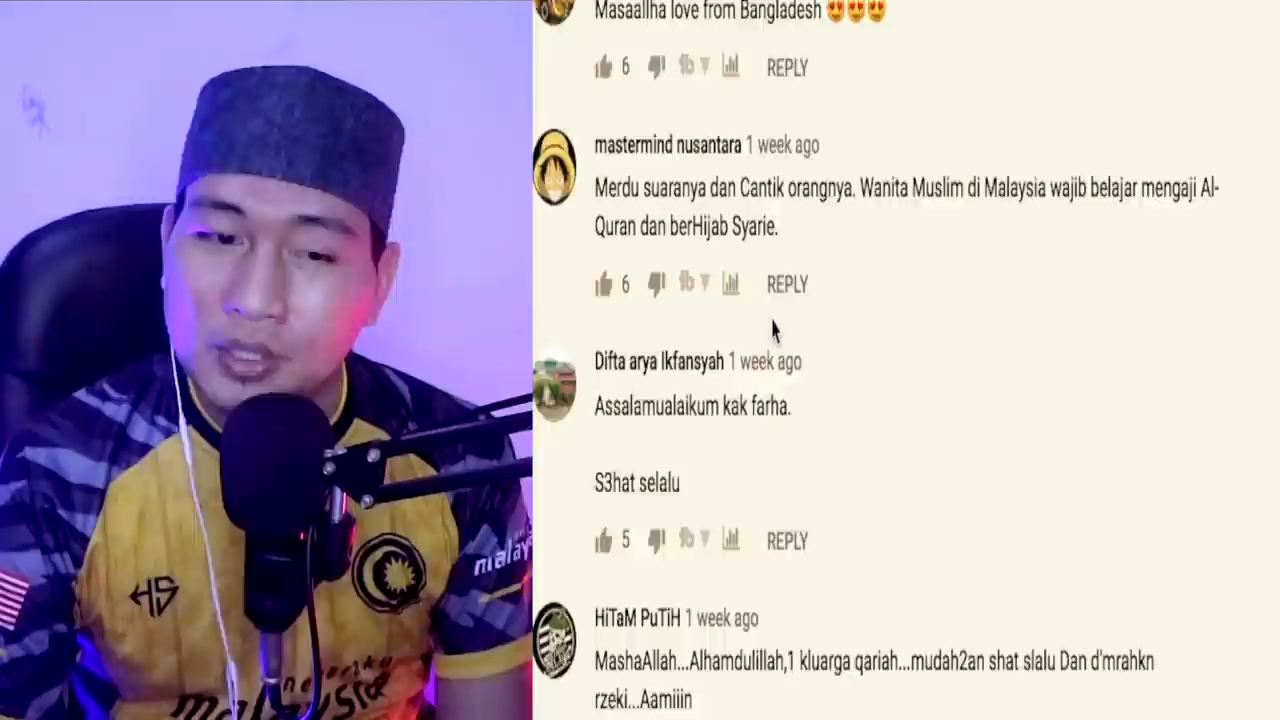 Masaallha love from Bangladesh 😍😍😍
6 REPLY
mastermind nusantara 1 week ago
Merdu suaranya dan Cantik orangnya. Wanita Muslim di Malaysia wajib belajar mengaji Al-
Quran dan berHijab Syarie.
6 REPLY
Difta arya Ikfansyah 1 week ago
Assalamualaikum kak farha.
S3hat selalu
5 REPLY
HiTaM PuTiH 1 week ago
MashaAllah...Alhamdulillah,1 kluarga qariah...mudah2an shat slalu Dan d'mrahkn
rzeki...Aamiiin
HS
malay
malaysia